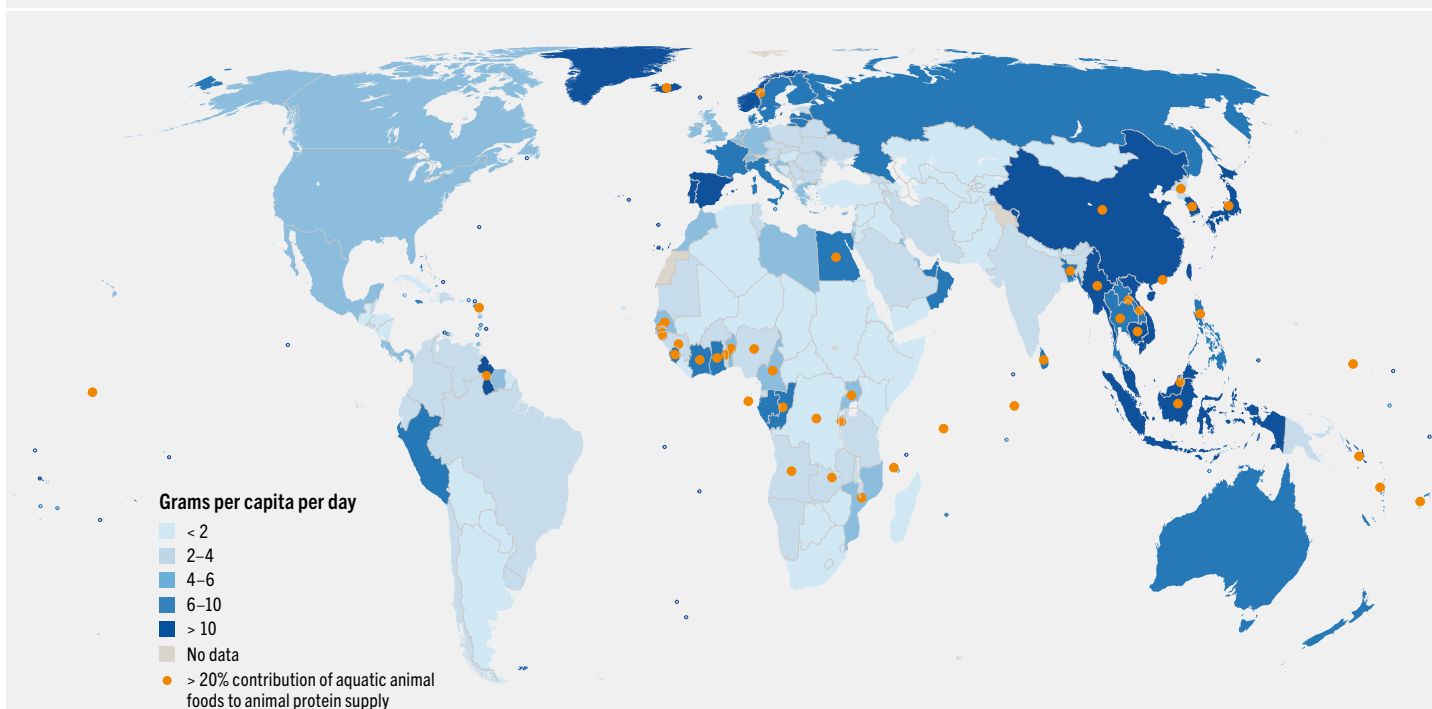 Grams per capita per day
< 2
2–4
4–6
6–10
> 10
No data
> 20% contribution of aquatic animal
foods to animal protein supply